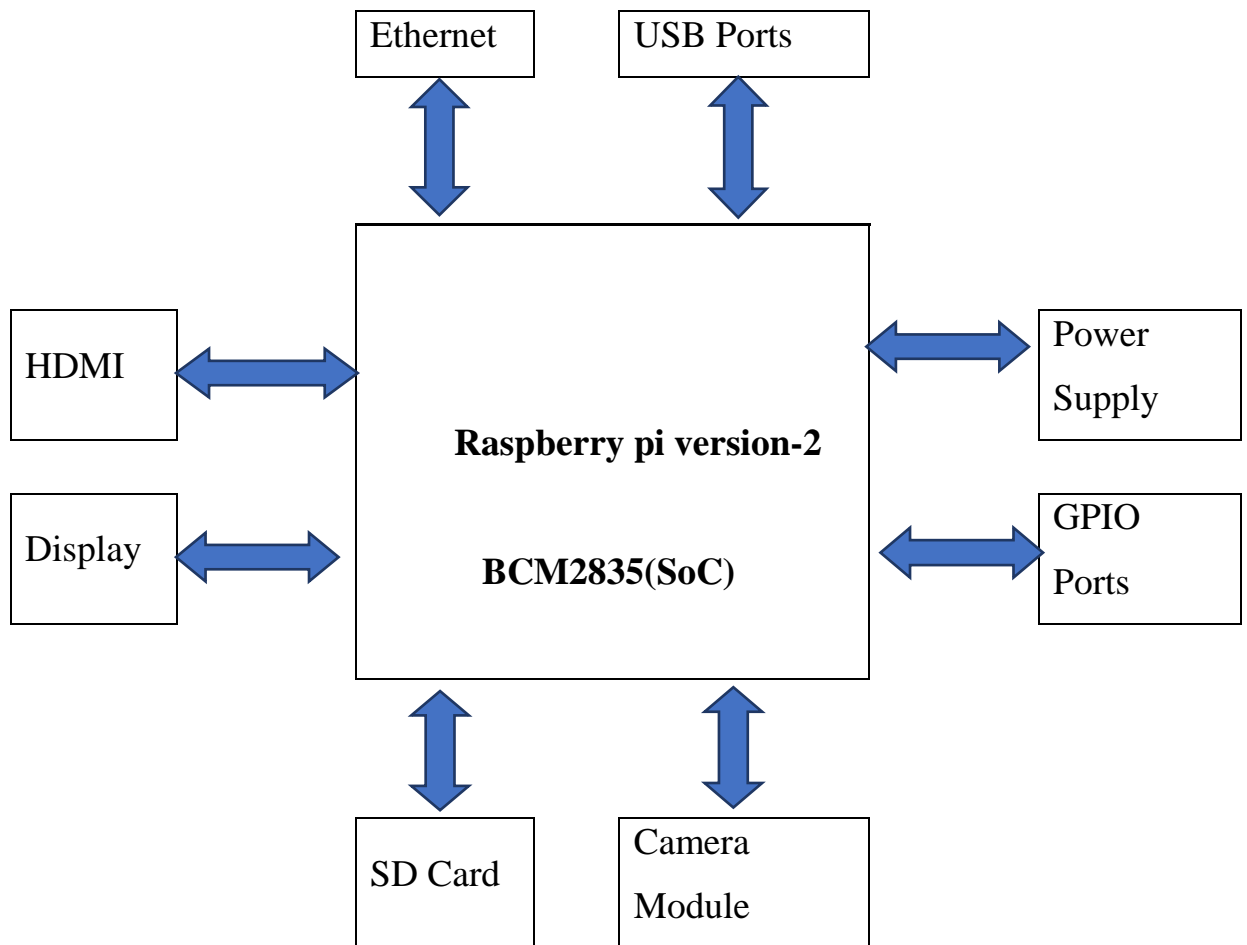 Ethernet
USB Ports
HDMI
Power
Supply
Raspberry pi version-2
Display
GPIO
Ports
BCM2835(SoC)
SD Card
Camera
Module